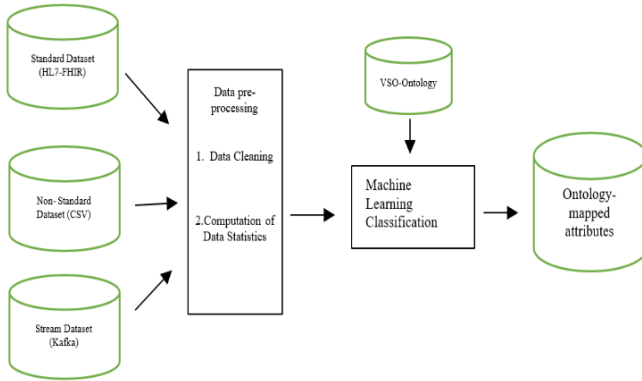 Standard Dataset
(HL7-FHIR)
Non- Standard
Dataset (CSV)
Stream Dataset
(Kafka)
Data pre-
processing
1. Data Cleaning
2.Computation of
Data Statistics
VSO-Ontology
Machine
Learning
Classification
Ontology-
mapped
attributes